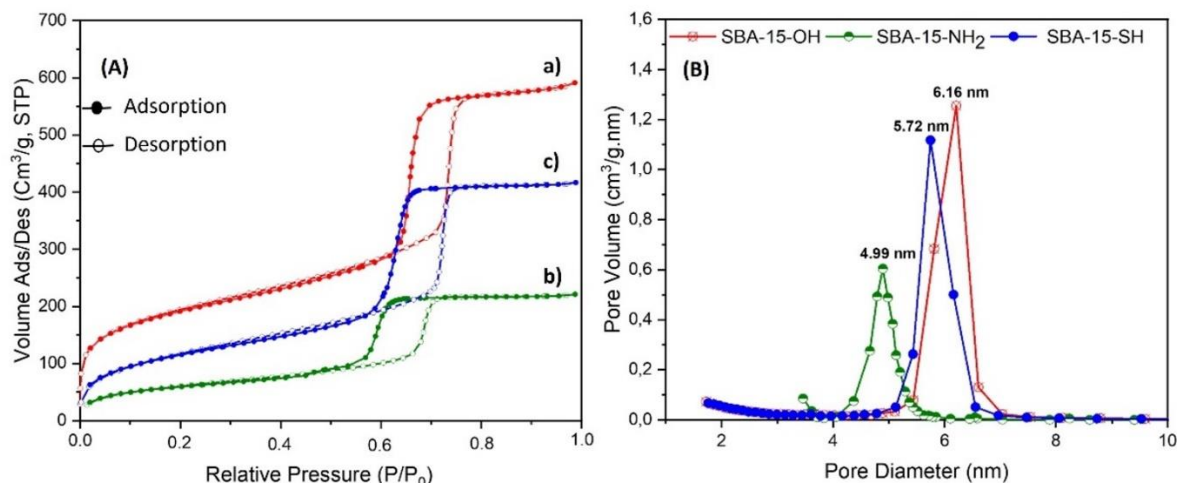 (A)
Adsorption
Desorption
a)
c)
b)
Volume Ads/Des (Cm³/g, STP)
700
600
500
400
300
200
100
0
0.0 0.2 0.4 0.6 0.8 1.0
Relative Pressure (P/P₀)
SBA-15-OH SBA-15-NH₂ SBA-15-SH
(B)
6.16 nm
5.72 nm
4.99 nm
Pore Volume (cm³/g.nm)
1,6
1,4
1,2
1,0
0,8
0,6
0,4
0,2
0,0
2 4 6 8 10
Pore Diameter (nm)